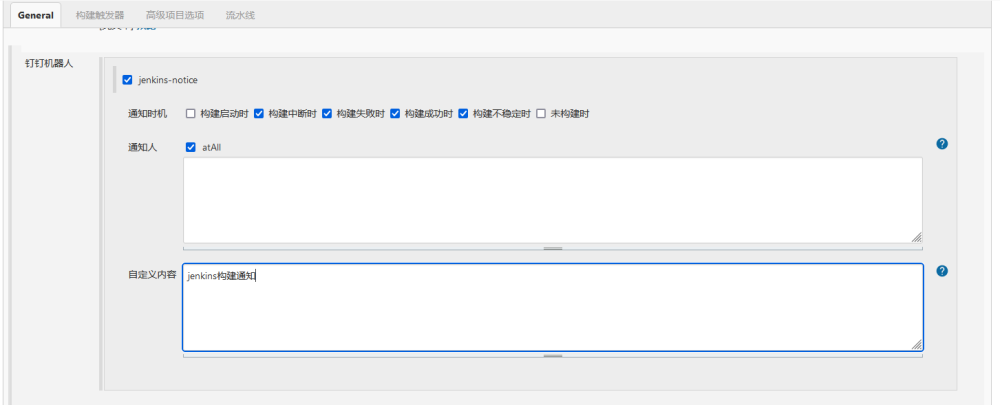 General 构建触发器 高级项目选项 流水线
钉钉机器人
jenkins-notice
通知时机 构建启动时 构建中断时 构建失败时 构建成功时 构建不稳定时 未构建时
通知人 atAll
自定义内容 jenkins构建通知